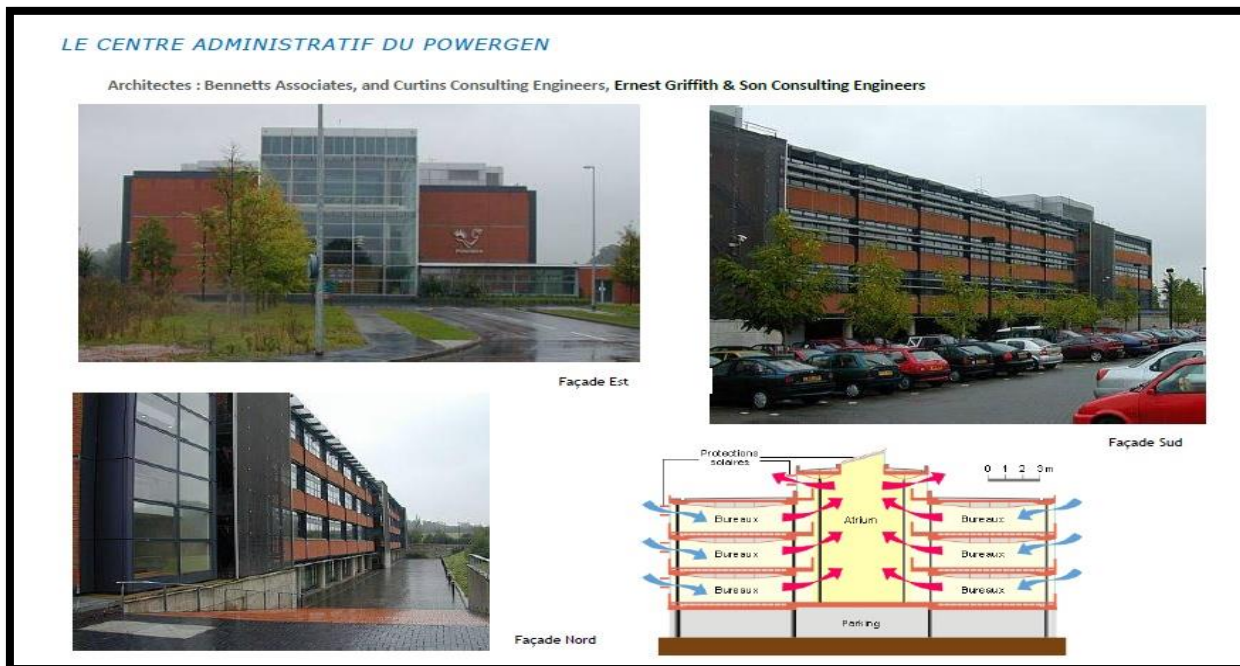 LE CENTRE ADMINISTRATIF DU POWERGEN
Architectes : Bennetts Associates, and Curtins Consulting Engineers, Ernest Griffith & Son Consulting Engineers
POWERGEN
Façade Est
Façade Sud
Façade Nord
Protections
solaires
0 1 2 3m
Bureaux
Atrium
Bureaux
Bureaux
Bureaux
Bureaux
Bureaux
Parking